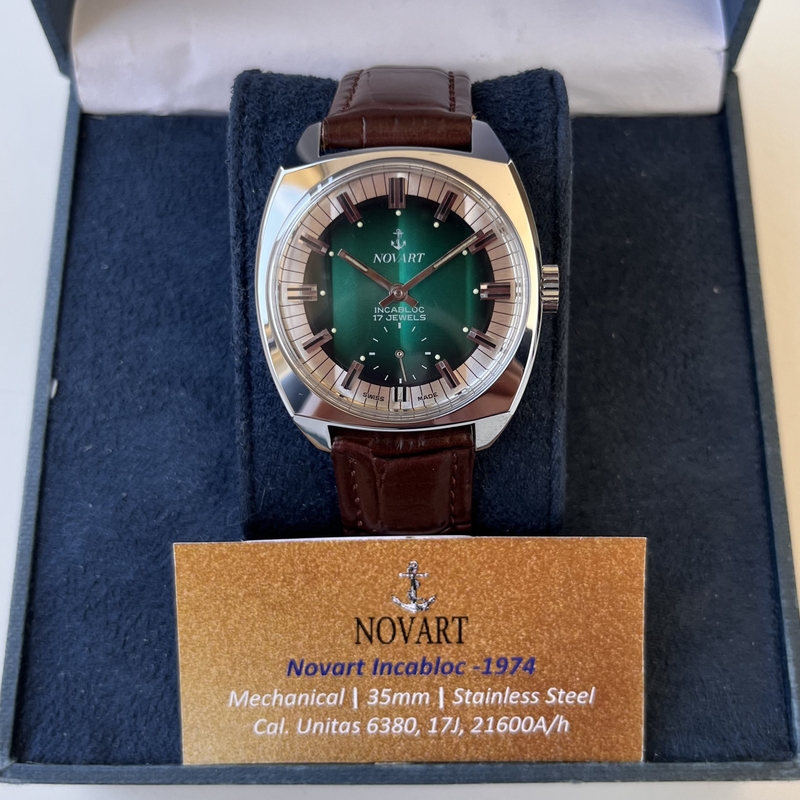 NOVART
INCABLOC
17 JEWELS
SWISS MADE
NOVART
Novart Incabloc -1974
Mechanical | 35mm | Stainless Steel
Cal. Unitas 6380, 17J, 21600A/h